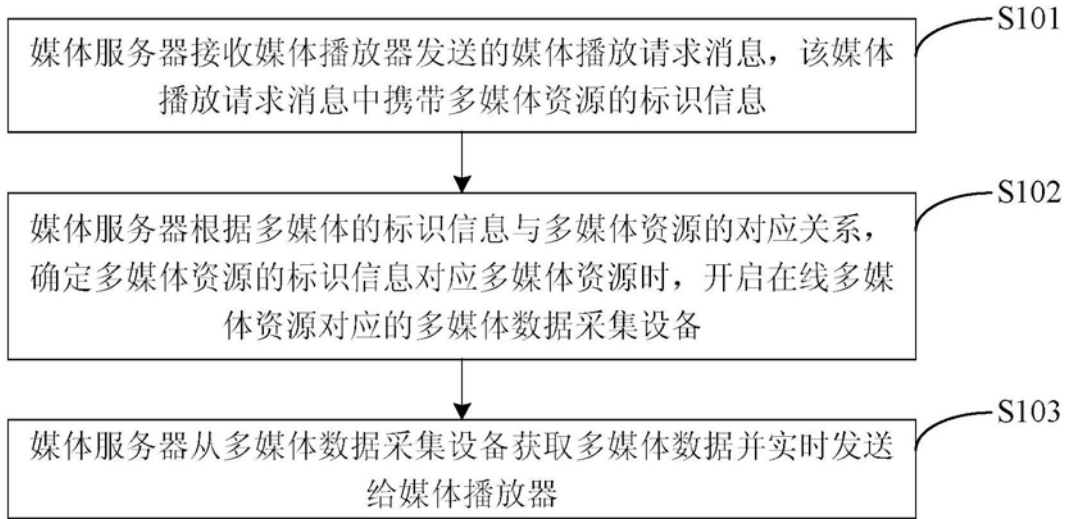 S101
媒体服务器接收媒体播放器发送的媒体播放请求消息，该媒体
播放请求消息中携带多媒体资源的标识信息
S102
媒体服务器根据多媒体的标识信息与多媒体资源的对应关系，
确定多媒体资源的标识信息对应多媒体资源时，开启在线多媒
体资源对应的多媒体数据采集设备
S103
媒体服务器从多媒体数据采集设备获取多媒体数据并实时发送
给媒体播放器